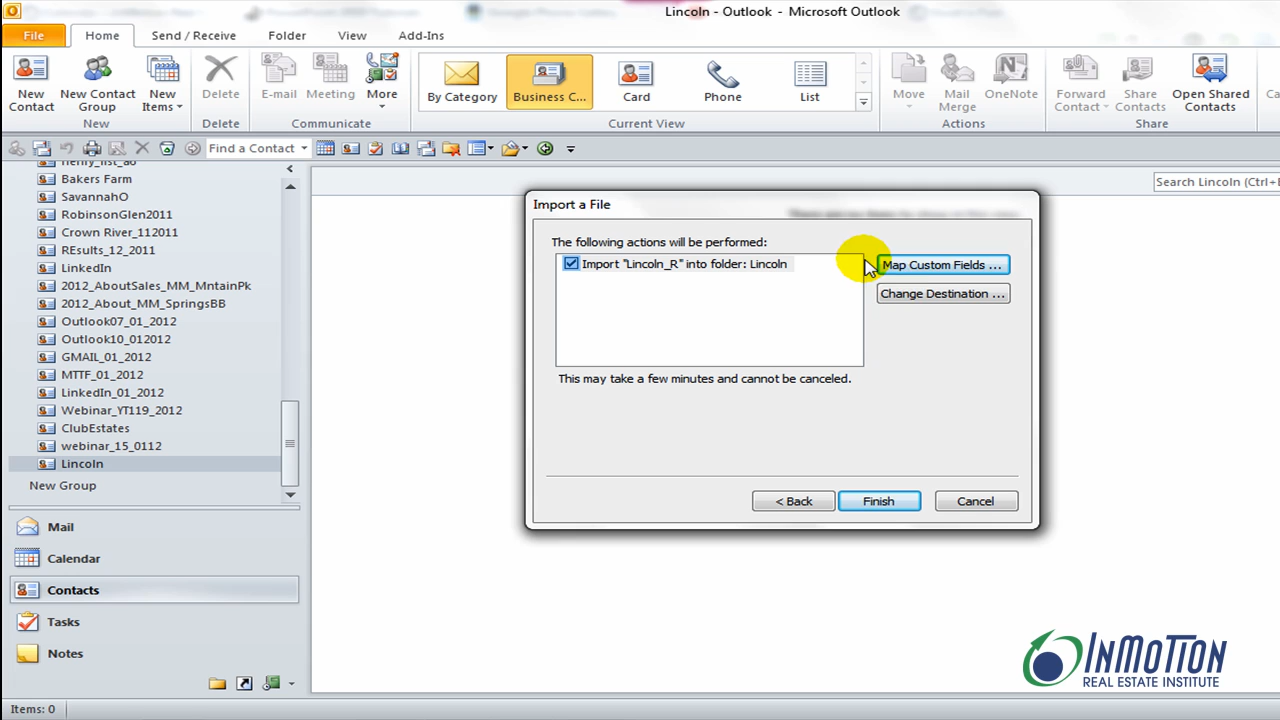 Lincoln - Outlook - Microsoft Outlook
File Home Send / Receive Folder View Add-Ins
New Contact
New Contact Group
New Items
Delete
E-mail
Meeting
More
By Category
Business C...
Card
Phone
List
Move
Mail Merge
OneNote
Forward Contact
Share Contacts
Open Shared Contacts
New
Delete
Communicate
Current View
Actions
Share
Find a Contact
Bakers Farm
SavannahO
RobinsonGlen2011
Crown River_112011
REsults_12_2011
LinkedIn
2012_AboutSales_MM_MntainPk
2012_About_MM_SpringsBB
Outlook07_01_2012
Outlook10_012012
GMAIL_01_2012
MTTF_01_2012
LinkedIn_01_2012
Webinar_YT119_2012
ClubEstates
webinar_15_0112
Lincoln
New Group
Mail
Calendar
Contacts
Tasks
Notes
Items: 0
Search Lincoln (Ctrl+E
Import a File
The following actions will be performed:
Import "Lincoln_R" into folder: Lincoln
Map Custom Fields ...
Change Destination ...
This may take a few minutes and cannot be canceled.
< Back
Finish
Cancel
INMOTION
REAL ESTATE INSTITUTE